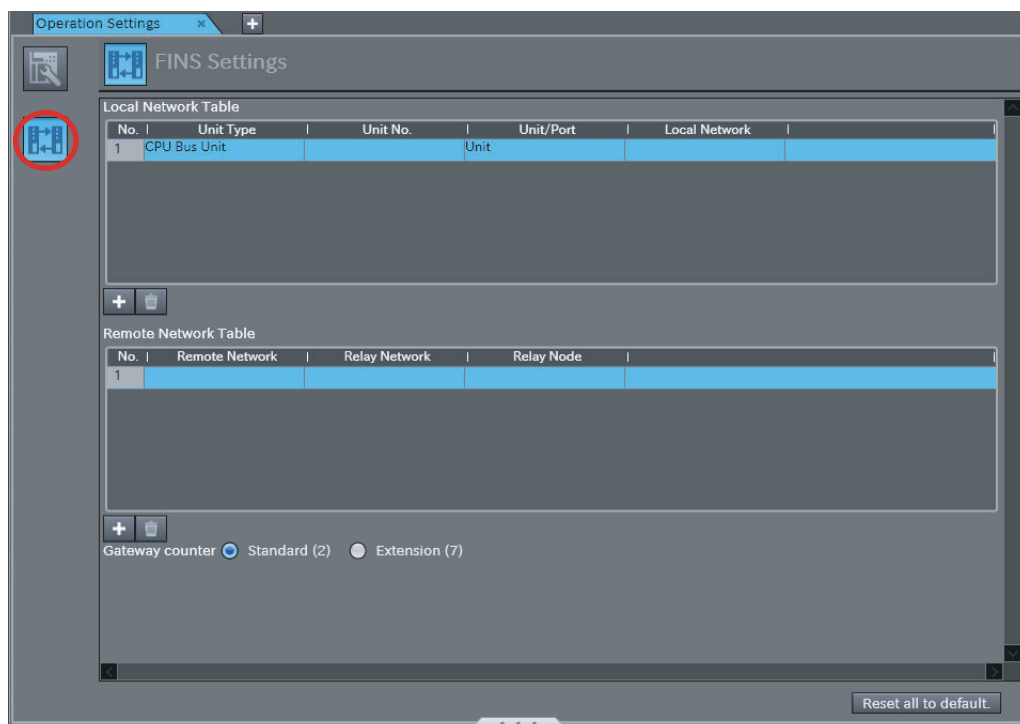 Operation Settings × +
FINS Settings
Local Network Table
No. | Unit Type | Unit No. | Unit/Port | Local Network |
1 CPU Bus Unit Unit
+
Remote Network Table
No. | Remote Network | Relay Network | Relay Node |
1
+
Gateway counter Standard (2) Extension (7)
Reset all to default.